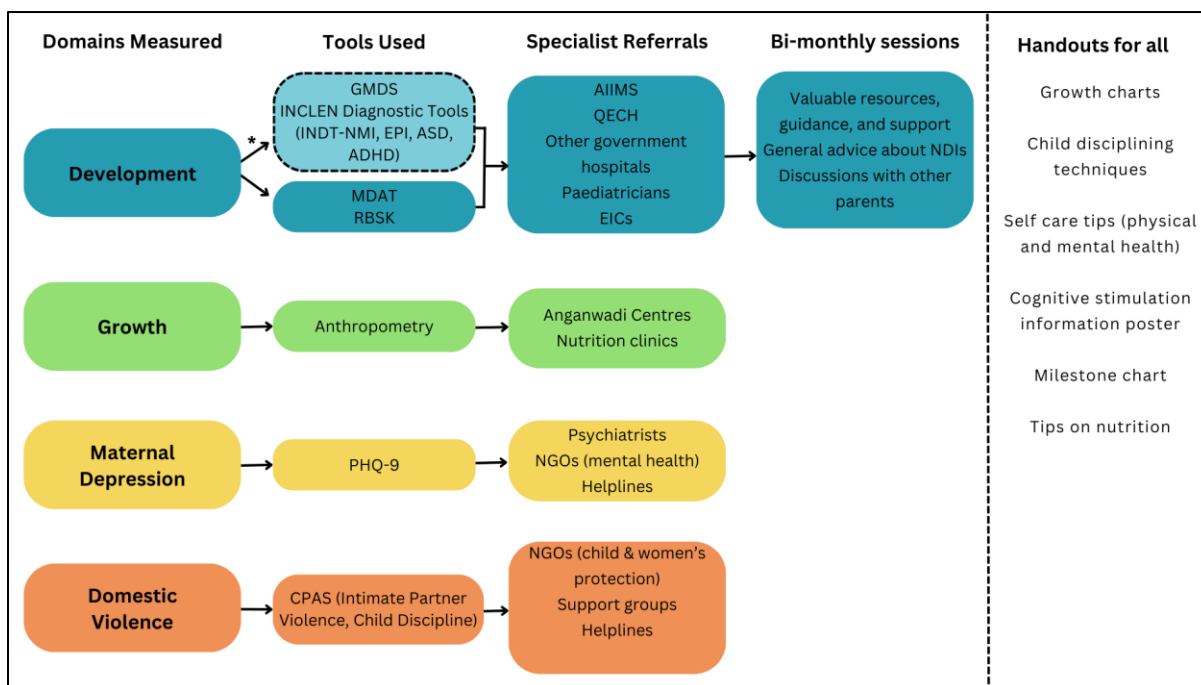 Domains Measured
Tools Used
Specialist Referrals
Bi-monthly sessions
Handouts for all
Development
*
GMDS
INCLEN Diagnostic Tools
(INDT-NMI, EPI, ASD,
ADHD)
MDAT
RBSK
AIIMS
QECH
Other government
hospitals
Paediatricians
EICs
Valuable resources,
guidance, and support
General advice about NDIs
Discussions with other
parents
Growth
Anthropometry
Anganwadi Centres
Nutrition clinics
Maternal
Depression
PHQ-9
Psychiatrists
NGOs (mental health)
Helplines
Domestic
Violence
CPAS (Intimate Partner
Violence, Child Discipline)
NGOs (child & women’s
protection)
Support groups
Helplines
Growth charts
Child disciplining
techniques
Self care tips (physical
and mental health)
Cognitive stimulation
information poster
Milestone chart
Tips on nutrition